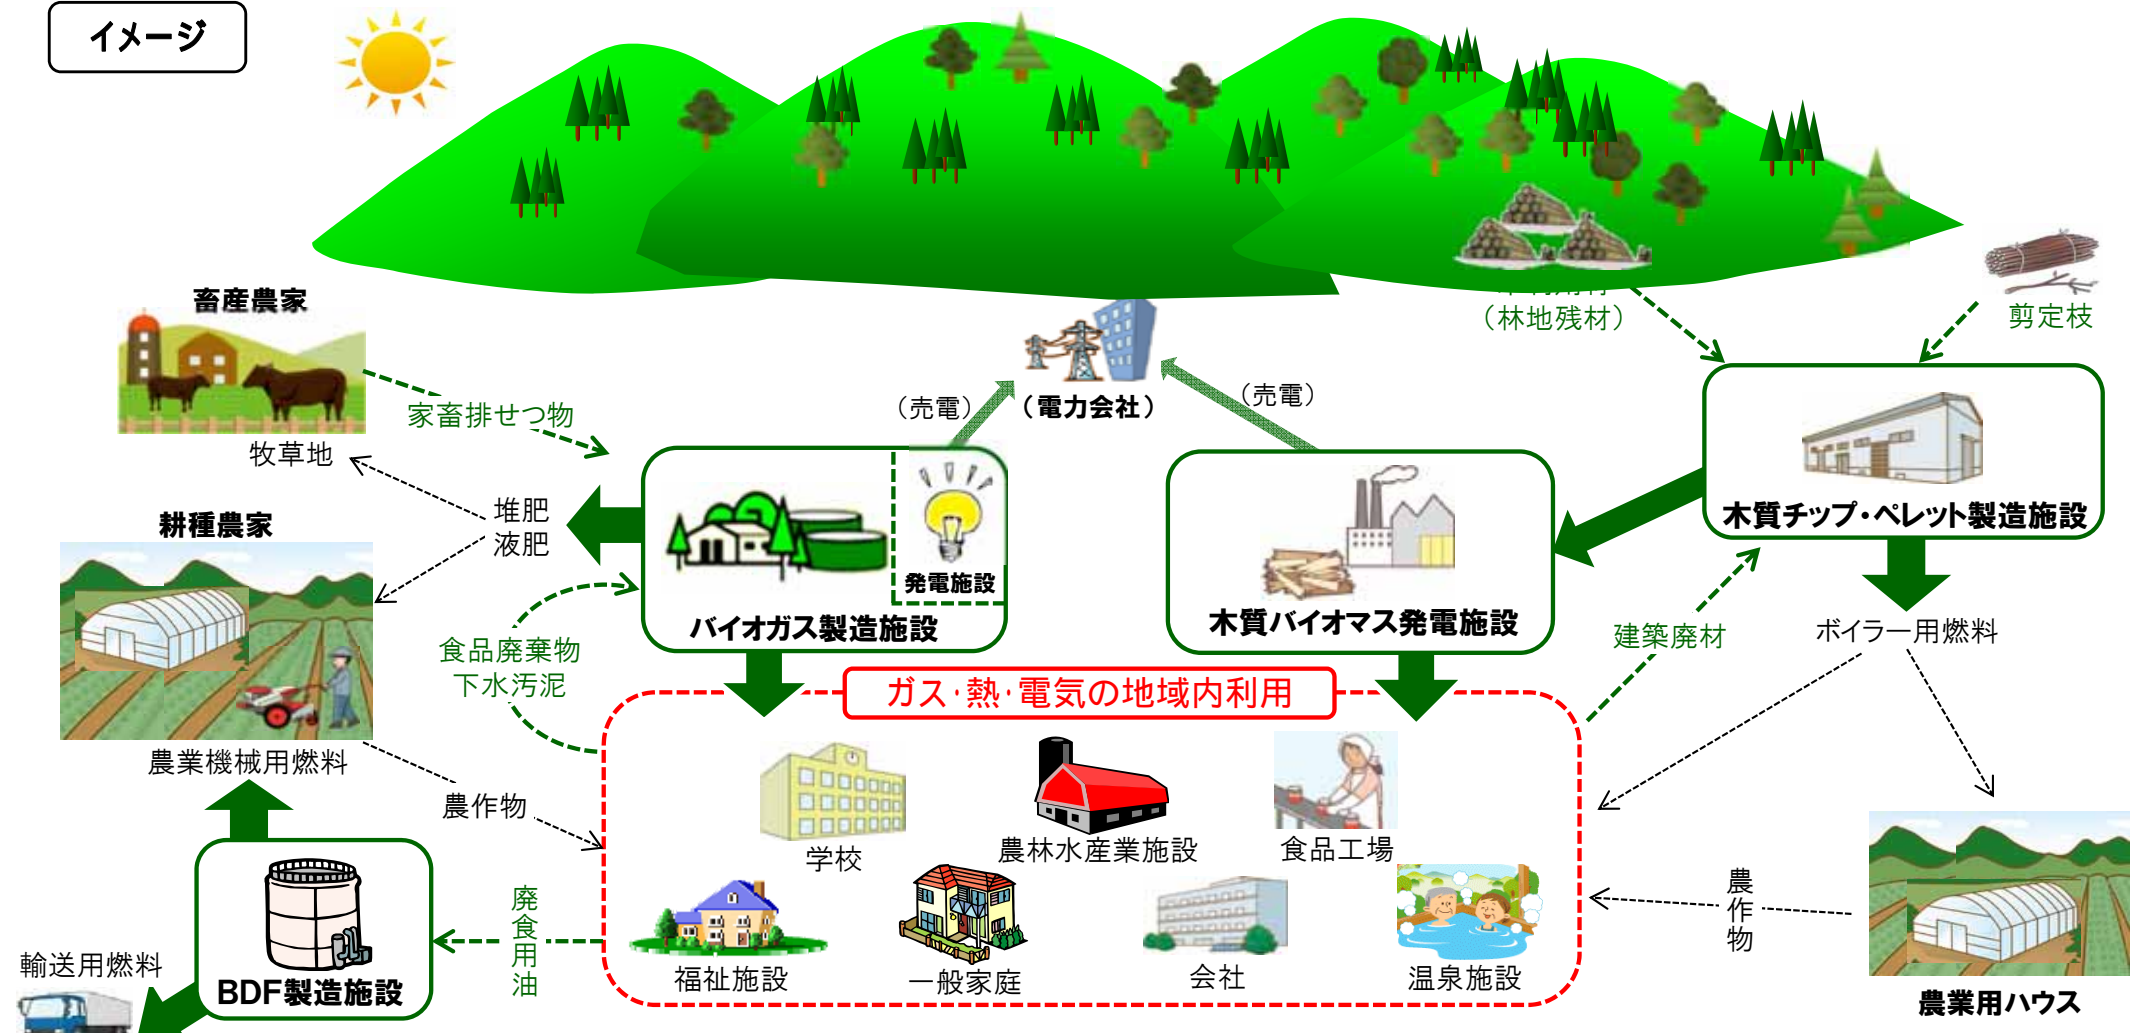 イメージ
畜産農家
（林地残材）
剪定枝
家畜排せつ物
（売電）
（電力会社）
（売電）
牧草地
堆肥
液肥
耕種農家
発電施設
バイオガス製造施設
木質バイオマス発電施設
木質チップ・ペレット製造施設
食品廃棄物
下水汚泥
建築廃材
ボイラー用燃料
ガス・熱・電気の地域内利用
農業機械用燃料
農作物
学校
農林水産業施設
食品工場
廃食用油
農作物
福祉施設
一般家庭
会社
温泉施設
輸送用燃料
BDF製造施設
農業用ハウス